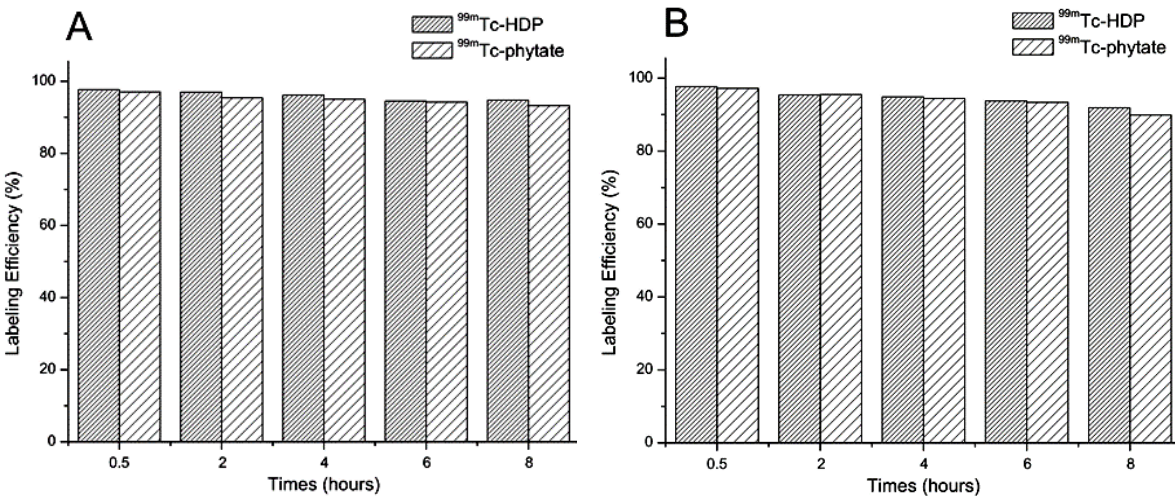 A
99mTc-HDP
99mTc-phytate
100
80
60
40
20
0
Labeling Efficiency (%)
0.5 2 4 6 8
Times (hours)
B
99mTc-HDP
99mTc-phytate
100
80
60
40
20
0
Labeling Efficiency (%)
0.5 2 4 6 8
Times (hours)